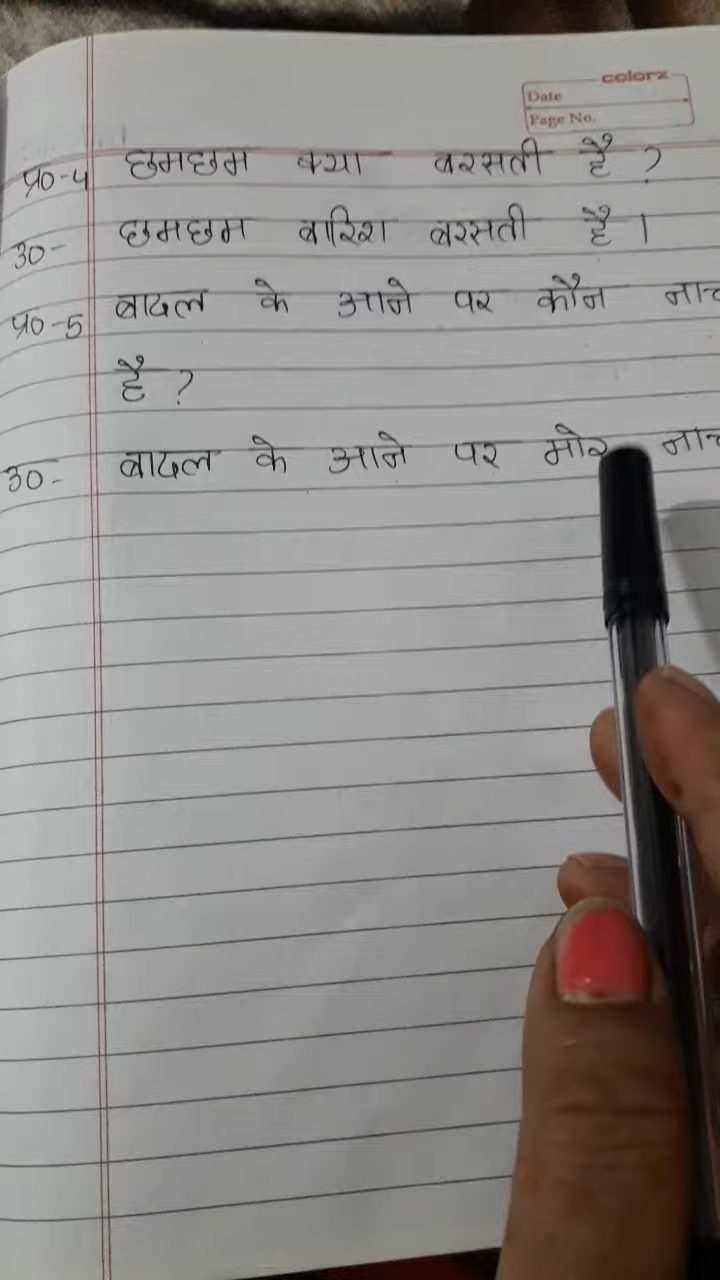 colorz
Date
Page No.
प्र०-4 छमछम क्या बरसती है ?
उ०- छमछम बारिश बरसती है ।
प्र०-5 बादल के आने पर कौन नाच
है ?
उ०- बादल के आने पर मोर नाच